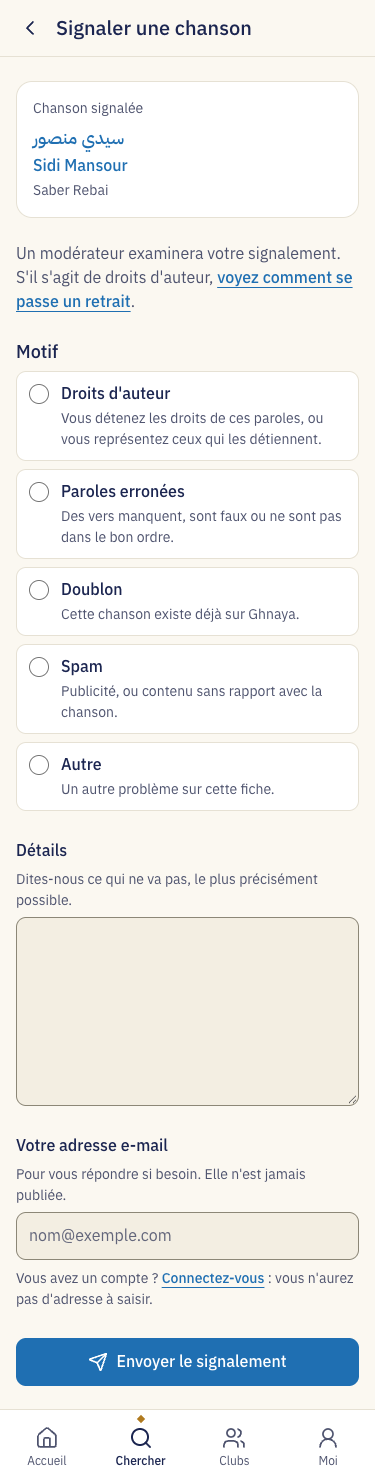 Signaler une chanson
Chanson signalée
سيدي منصور
Sidi Mansour
Saber Rebai
Un modérateur examinera votre signalement.
S'il s'agit de droits d'auteur, voyez comment se
passe un retrait.
Motif
Droits d'auteur
Vous détenez les droits de ces paroles, ou
vous représentez ceux qui les détiennent.
Paroles erronées
Des vers manquent, sont faux ou ne sont pas
dans le bon ordre.
Doublon
Cette chanson existe déjà sur Ghnaya.
Spam
Publicité, ou contenu sans rapport avec la
chanson.
Autre
Un autre problème sur cette fiche.
Détails
Dites-nous ce qui ne va pas, le plus précisément
possible.
Votre adresse e-mail
Pour vous répondre si besoin. Elle n'est jamais
publiée.
nom@exemple.com
Vous avez un compte ? Connectez-vous : vous n'aurez
pas d'adresse à saisir.
Envoyer le signalement
Accueil
Chercher
Clubs
Moi